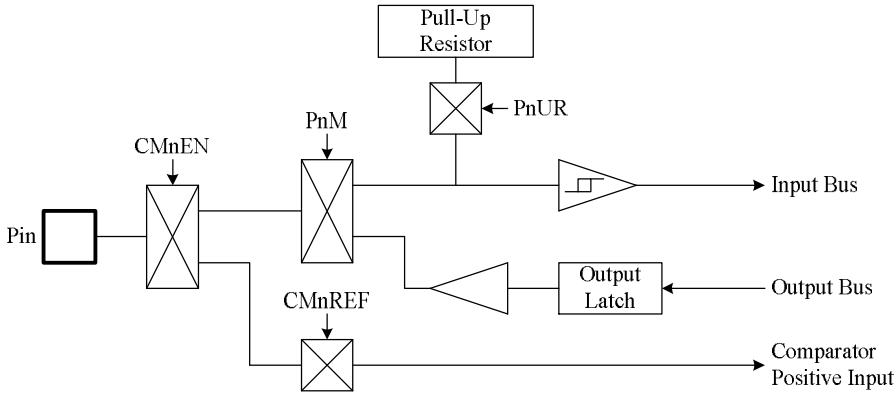 Pull-Up
Resistor
PnUR
PnM
CMnEN
Input Bus
Pin
Output
Latch
Output Bus
CMnREF
Comparator
Positive Input